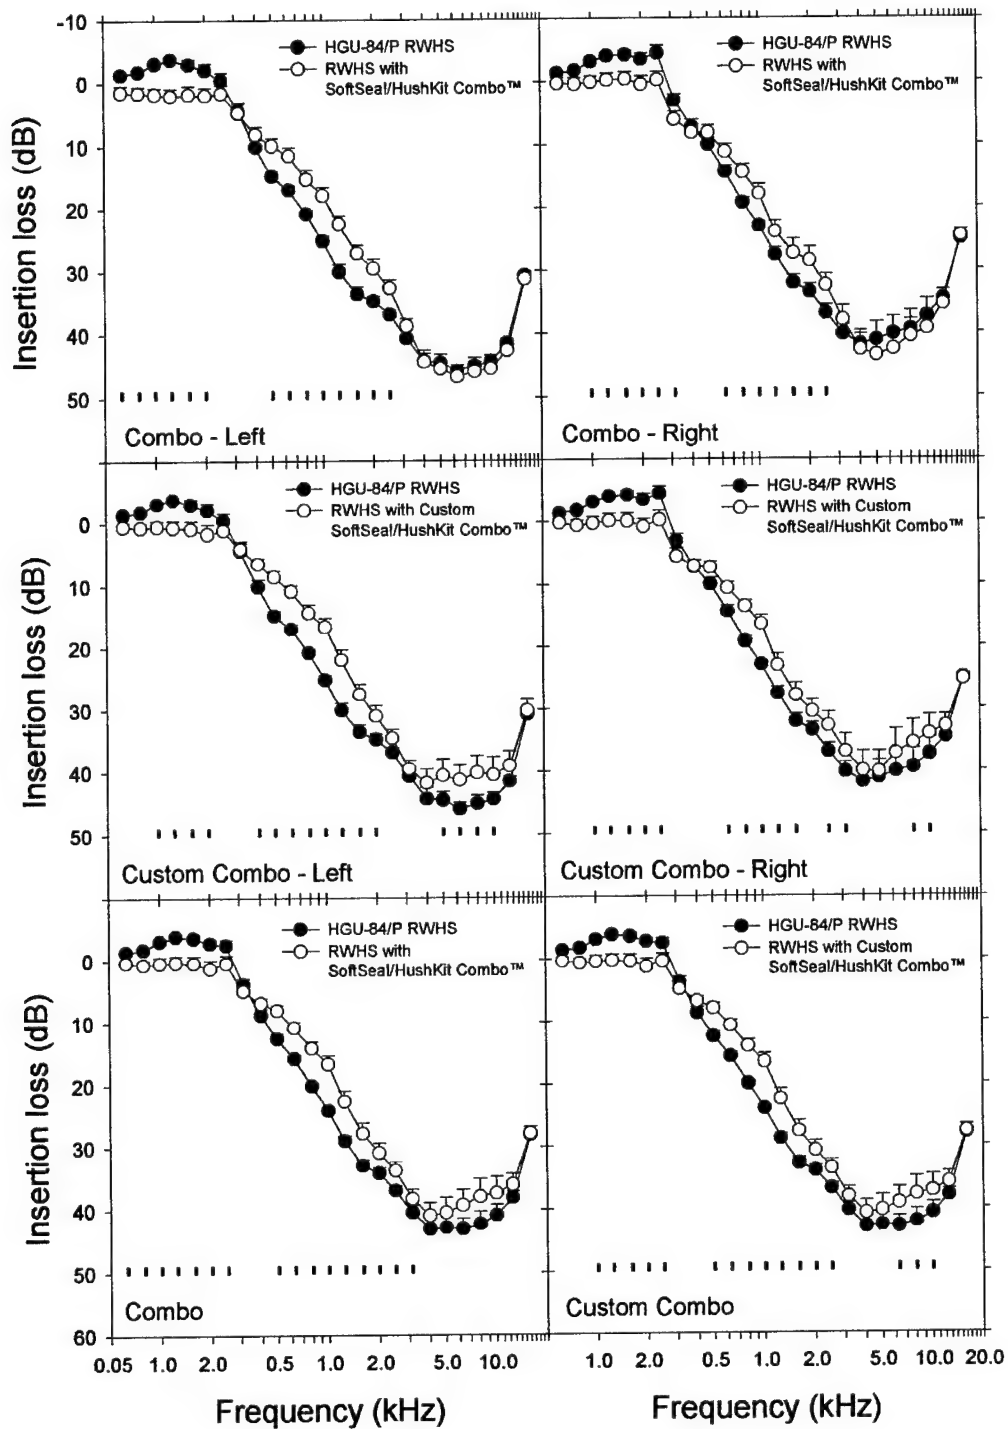 -10
0
10
20
30
40
50
Insertion loss (dB)
HGU-84/P RWHS
RWHS with
SoftSeal/HushKit Combo™
Combo - Left
HGU-84/P RWHS
RWHS with
SoftSeal/HushKit Combo™
Combo - Right
0
10
20
30
40
50
Insertion loss (dB)
HGU-84/P RWHS
RWHS with Custom
SoftSeal/HushKit Combo™
Custom Combo - Left
HGU-84/P RWHS
RWHS with Custom
SoftSeal/HushKit Combo™
Custom Combo - Right
0
10
20
30
40
50
60
Insertion loss (dB)
HGU-84/P RWHS
RWHS with
SoftSeal/HushKit Combo™
Combo
HGU-84/P RWHS
RWHS with Custom
SoftSeal/HushKit Combo™
Custom Combo
0.05 1.0 2.0 0.5 1.0 2.0 5.0 10.0
1.0 2.0 0.5 1.0 2.0 5.0 10.0 20.0
Frequency (kHz)
Frequency (kHz)